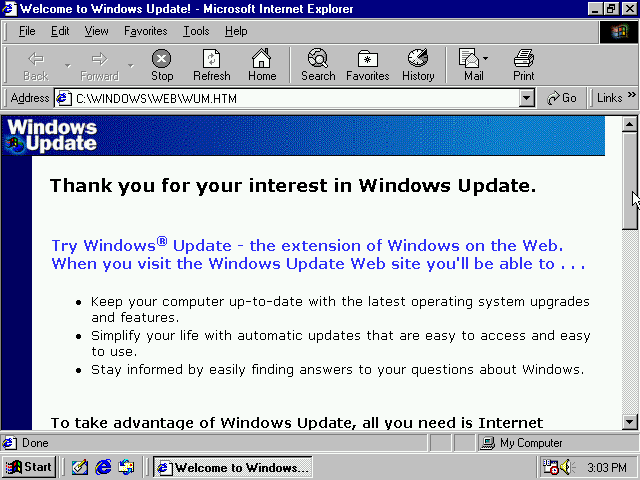 Welcome to Windows Update! - Microsoft Internet Explorer
File Edit View Favorites Tools Help
Back Forward Stop Refresh Home Search Favorites History Mail Print
Address C:\WINDOWS\WEB\WUM.HTM Go Links »
Windows
Update
Thank you for your interest in Windows Update.
Try Windows® Update - the extension of Windows on the Web.
When you visit the Windows Update Web site you'll be able to . . .
• Keep your computer up-to-date with the latest operating system upgrades
and features.
• Simplify your life with automatic updates that are easy to access and easy
to use.
• Stay informed by easily finding answers to your questions about Windows.
To take advantage of Windows Update, all you need is Internet
Done My Computer
Start Welcome to Windows... 3:03 PM